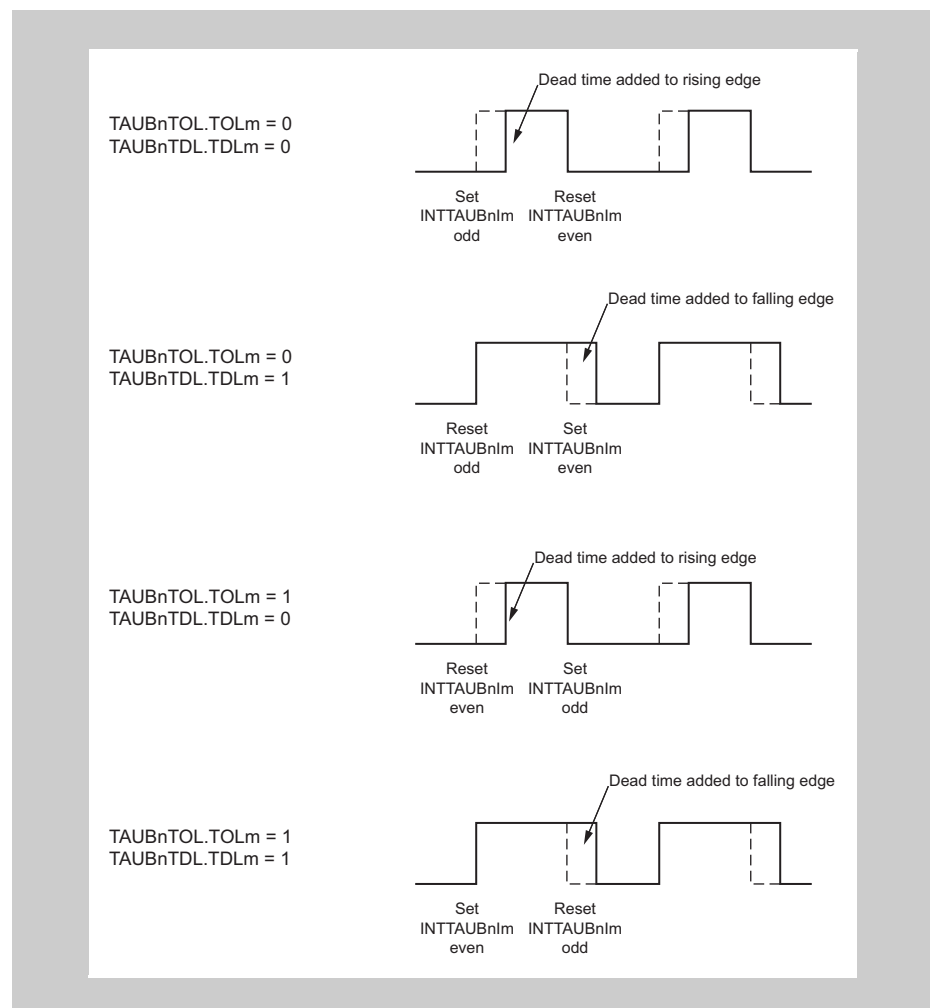 Dead time added to rising edge
TAUBnTOL.TOLm = 0
TAUBnTDL.TDLm = 0
Set Reset
INTTAUBnIm INTTAUBnIm
odd even
Dead time added to falling edge
TAUBnTOL.TOLm = 0
TAUBnTDL.TDLm = 1
Reset Set
INTTAUBnIm INTTAUBnIm
odd even
Dead time added to rising edge
TAUBnTOL.TOLm = 1
TAUBnTDL.TDLm = 0
Reset Set
INTTAUBnIm INTTAUBnIm
even odd
Dead time added to falling edge
TAUBnTOL.TOLm = 1
TAUBnTDL.TDLm = 1
Set Reset
INTTAUBnIm INTTAUBnIm
even odd